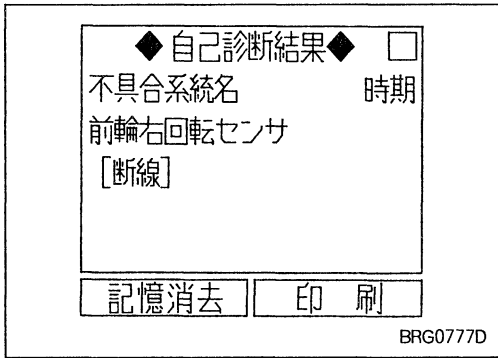 ◆自己診断結果◆ □
不具合系統名 時期
前輪右回転センサ
[断線]
記憶消去 印 刷
BRG0777D